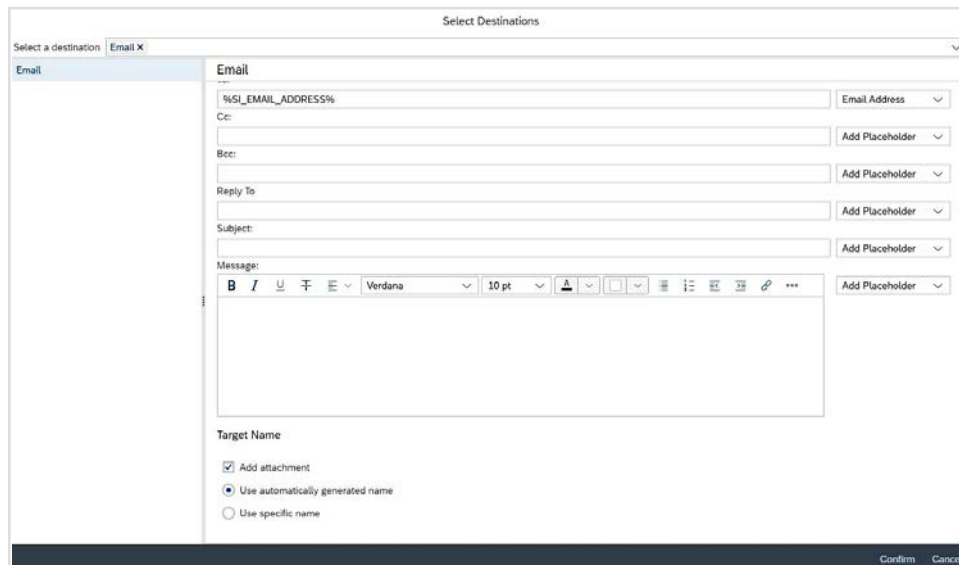 Select Destinations
Select a destination Email X
Email
Email
%SI_EMAIL_ADDRESS% Email Address
Cc:
Add Placeholder
Bcc:
Add Placeholder
Reply To
Add Placeholder
Subject:
Add Placeholder
Message:
B I U T Verdana 10 pt A Add Placeholder
Target Name
Add attachment
Use automatically generated name
Use specific name
Confirm Cance